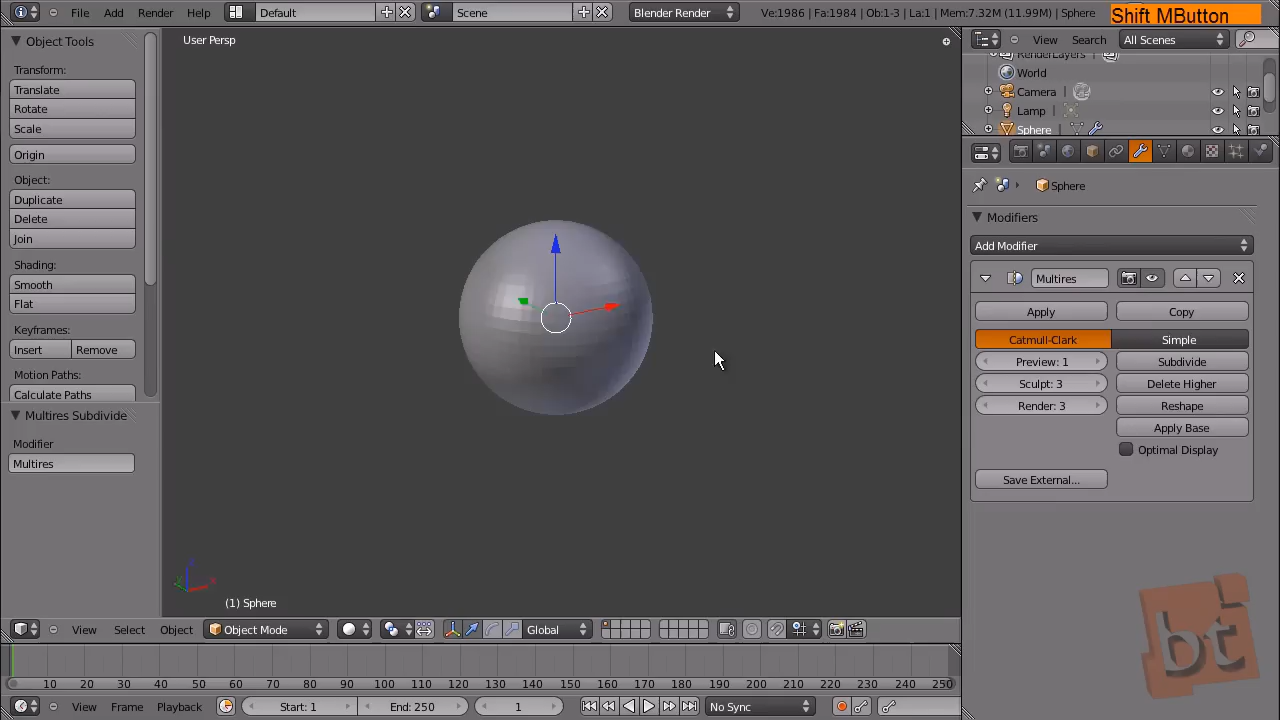 File Add Render Help Default Scene Blender Render Ve:1986 | Fa:1984 | Ob:1-3 | La:1 | Mem:7.32M (11.99M) | Sphere
Shift MButton
Object Tools
Transform:
Translate
Rotate
Scale
Origin
Object:
Duplicate
Delete
Join
Shading:
Smooth
Flat
Keyframes:
Insert Remove
Motion Paths:
Calculate Paths
Multires Subdivide
Modifier
Multires
User Persp
z
y x
(1) Sphere
View Search All Scenes
RenderLayers
World
Camera
Lamp
Sphere
Sphere
Modifiers
Add Modifier
Multires
Apply Copy
Catmull-Clark Simple
Preview: 1 Subdivide
Sculpt: 3 Delete Higher
Render: 3 Reshape
Apply Base
Optimal Display
Save External...
View Select Object Object Mode Global
10 20 30 40 50 60 70 80 90 100 110 120 130 140 150 160 170 180 190 200 210 220 230 240 250
View Frame Playback Start: 1 End: 250 1 No Sync
bt